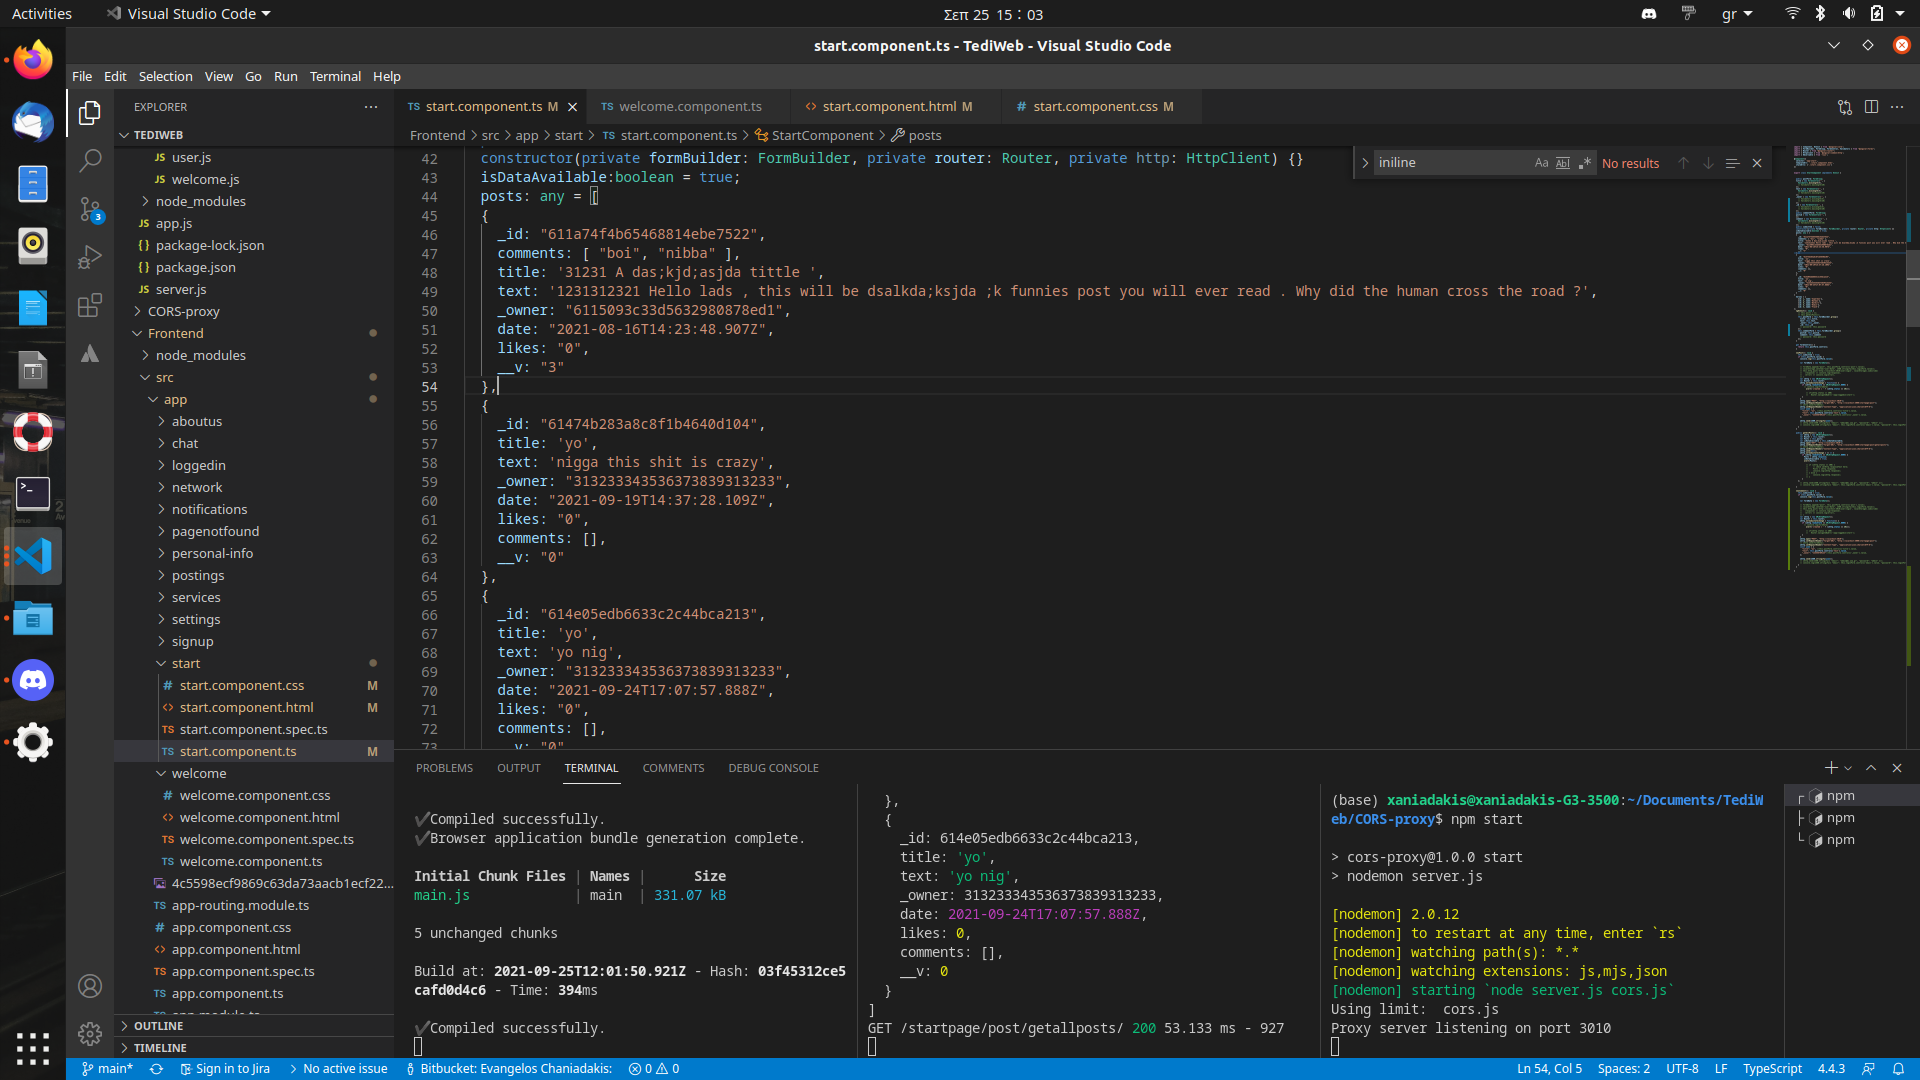 Activities
Visual Studio Code
Σεπ 25 15 : 03
gr
start.component.ts - TediWeb - Visual Studio Code
File Edit Selection View Go Run Terminal Help
EXPLORER
TEDIWEB
JS user.js
JS welcome.js
node_modules
JS app.js
{} package-lock.json
{} package.json
JS server.js
CORS-proxy
Frontend
node_modules
src
app
aboutus
chat
loggedin
network
notifications
pagenotfound
personal-info
postings
services
settings
signup
start
# start.component.css M
<> start.component.html M
TS start.component.spec.ts
TS start.component.ts M
welcome
# welcome.component.css
<> welcome.component.html
TS welcome.component.spec.ts
TS welcome.component.ts
4c5598ecf9869c63da73aacb1ecf22...
TS app-routing.module.ts
# app.component.css
<> app.component.html
TS app.component.spec.ts
TS app.component.ts
OUTLINE
TIMELINE
3
TS start.component.ts M
TS welcome.component.ts
<> start.component.html M
# start.component.css M
Frontend > src > app > start > TS start.component.ts > StartComponent > posts
iniline
Aa Abl .* No results
42 constructor(private formBuilder: FormBuilder, private router: Router, private http: HttpClient) {}
43 isDataAvailable:boolean = true;
44 posts: any = [
45 {
46 _id: "611a74f4b65468814ebe7522",
47 comments: [ "boi", "nibba" ],
48 title: '31231 A das;kjd;asjda tittle ',
49 text: '1231312321 Hello lads , this will be dsalkda;ksjda ;k funnies post you will ever read . Why did the human cross the road ?',
50 _owner: "6115093c33d5632980878ed1",
51 date: "2021-08-16T14:23:48.907Z",
52 likes: "0",
53 __v: "3"
54 },
55 {
56 _id: "61474b283a8c8f1b4640d104",
57 title: 'yo',
58 text: 'nigga this shit is crazy',
59 _owner: "313233343536373839313233",
60 date: "2021-09-19T14:37:28.109Z",
61 likes: "0",
62 comments: [],
63 __v: "0"
64 },
65 {
66 _id: "614e05edb6633c2c44bca213",
67 title: 'yo',
68 text: 'yo nig',
69 _owner: "313233343536373839313233",
70 date: "2021-09-24T17:07:57.888Z",
71 likes: "0",
72 comments: [],
73 __v: "0"
PROBLEMS OUTPUT TERMINAL COMMENTS DEBUG CONSOLE
✔Compiled successfully.
✔Browser application bundle generation complete.
Initial Chunk Files | Names | Size
main.js | main | 331.07 kB
5 unchanged chunks
Build at: 2021-09-25T12:01:50.921Z - Hash: 03f45312ce5
cafd0d4c6 - Time: 394ms
✔Compiled successfully.
},
{
_id: 614e05edb6633c2c44bca213,
title: 'yo',
text: 'yo nig',
_owner: 313233343536373839313233,
date: 2021-09-24T17:07:57.888Z,
likes: 0,
comments: [],
__v: 0
}
]
GET /startpage/post/getallposts/ 200 53.133 ms - 927
(base) xaniadakis@xaniadakis-G3-3500:~/Documents/TediW
eb/CORS-proxy$ npm start
> cors-proxy@1.0.0 start
> nodemon server.js
[nodemon] 2.0.12
[nodemon] to restart at any time, enter `rs`
[nodemon] watching path(s): *.*
[nodemon] watching extensions: js,mjs,json
[nodemon] starting `node server.js cors.js`
Using limit:  cors.js
Proxy server listening on port 3010
npm
npm
npm
main* Sign in to Jira No active issue Bitbucket: Evangelos Chaniadakis: 0 0
Ln 54, Col 5 Spaces: 2 UTF-8 LF TypeScript 4.4.3